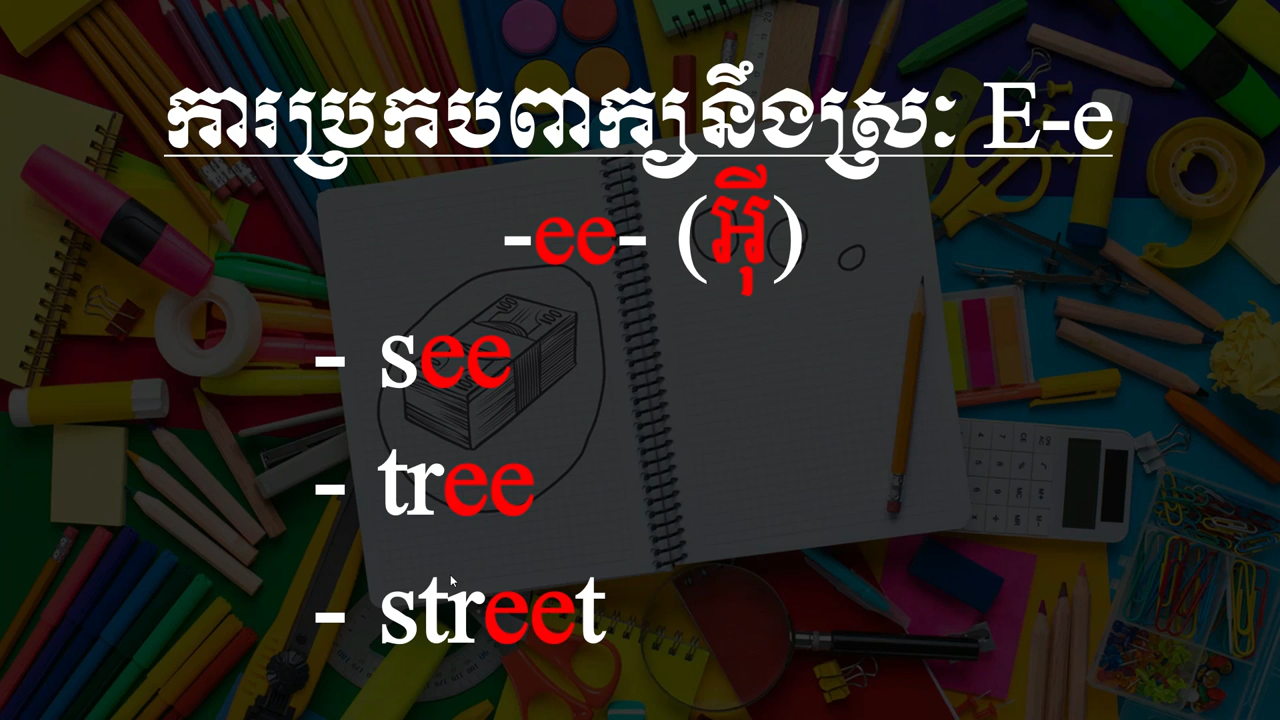 ការប្រកបពាក្យនឹងស្រៈ E-e
-ee- (អ៊ី)
- see
- tree
- street